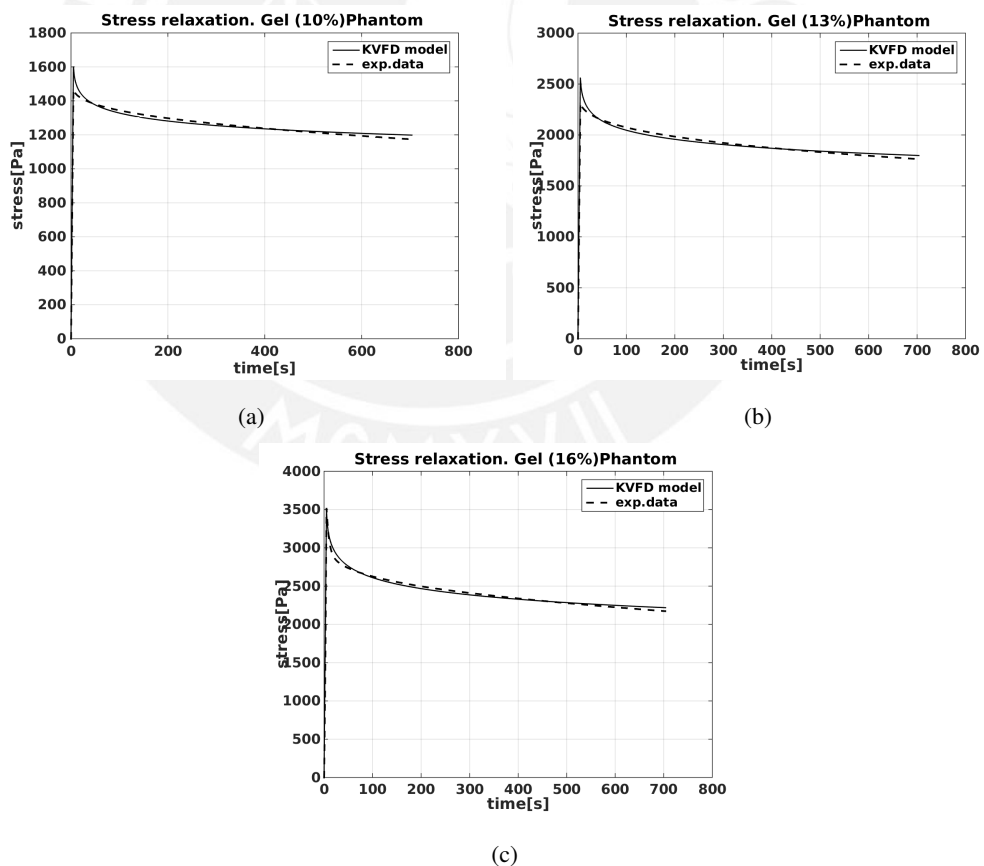 Stress relaxation. Gel (10%)Phantom
KVFD model
exp.data
stress[Pa]
1800
1600
1400
1200
1000
800
600
400
200
0
0 200 400 600 800
time[s]
(a)
Stress relaxation. Gel (13%)Phantom
KVFD model
exp.data
stress[Pa]
3000
2500
2000
1500
1000
500
0
0 100 200 300 400 500 600 700 800
time[s]
(b)
MCMXVII
Stress relaxation. Gel (16%)Phantom
KVFD model
exp.data
stress[Pa]
4000
3500
3000
2500
2000
1500
1000
500
0
0 100 200 300 400 500 600 700 800
time[s]
(c)